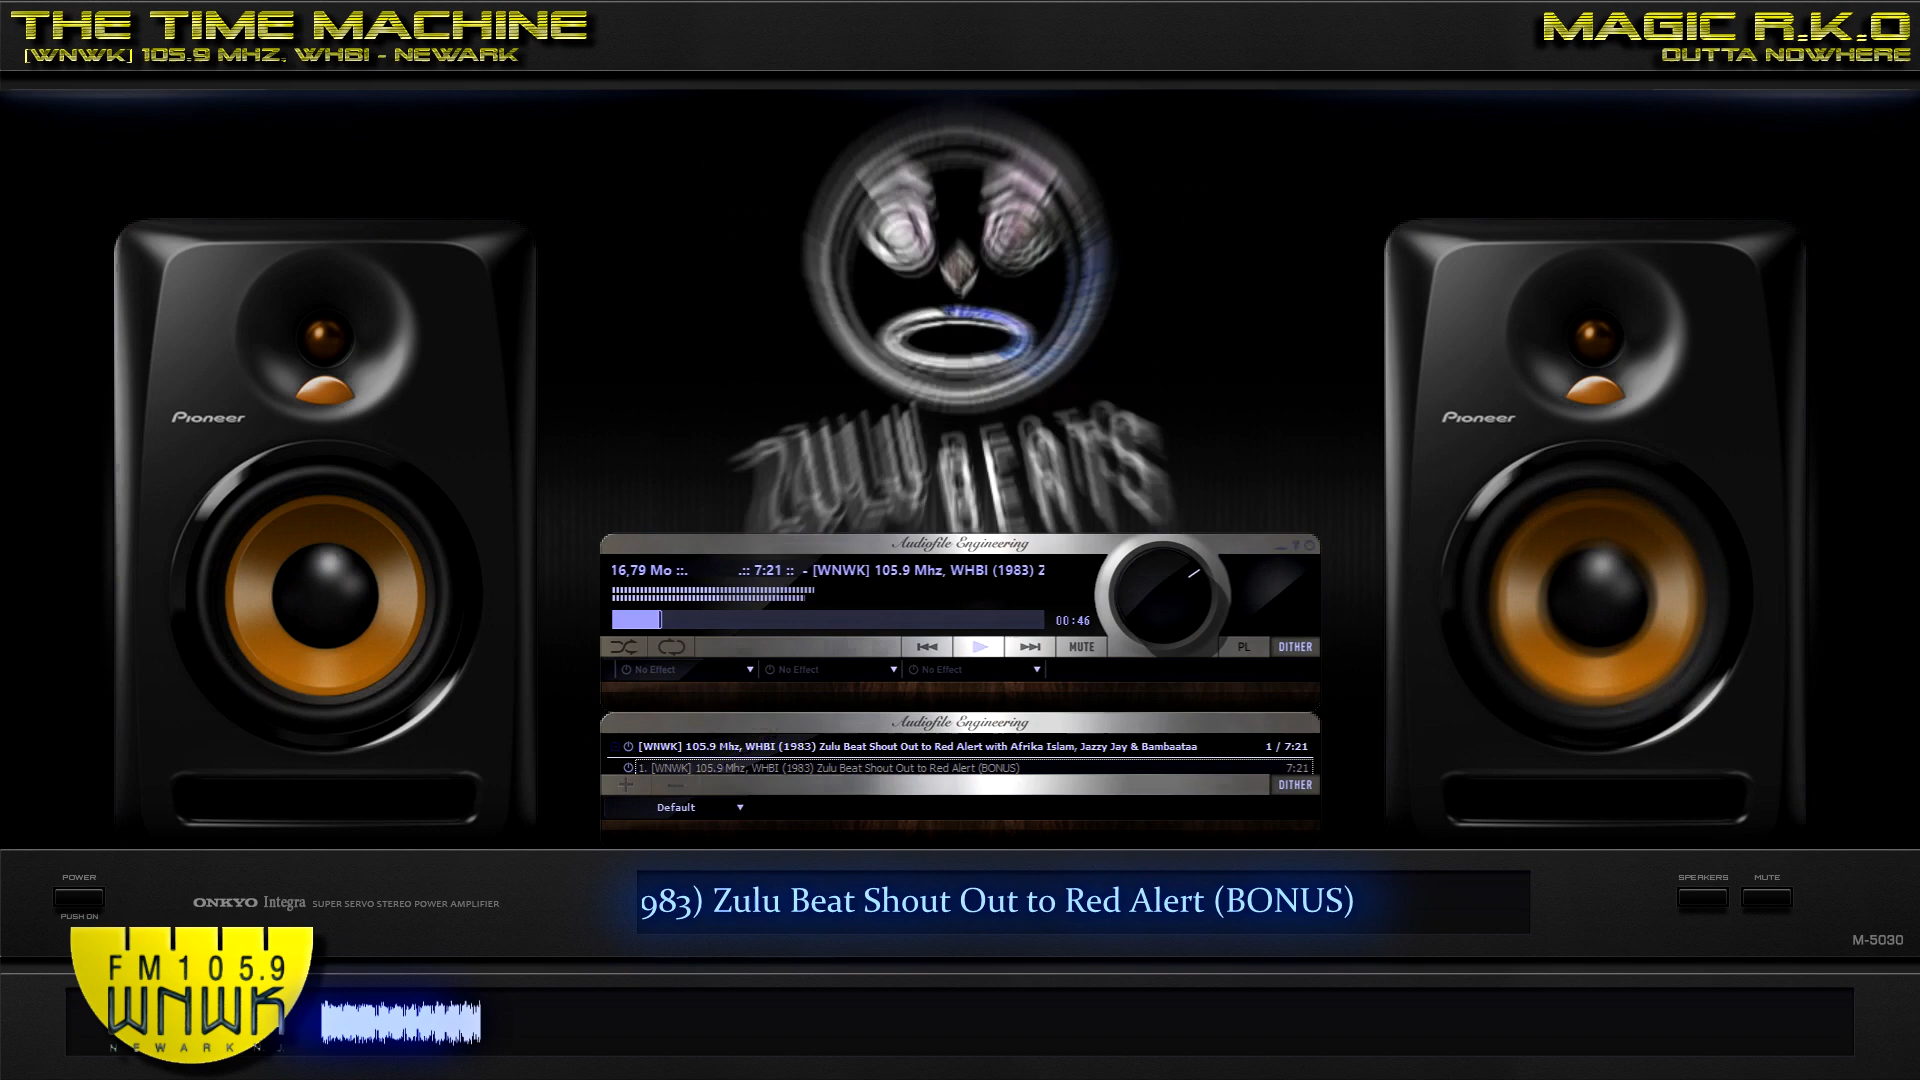 THE TIME MACHINE
[WNWK] 105.9 MHZ, WHBI - NEWARK
MAGIC R.K.O
OUTTA NOWHERE
Pioneer
Pioneer
ZULU BEATS
Audiofile Engineering
16,79 Mo ::. .:: 7:21 :: - [WNWK] 105.9 Mhz, WHBI (1983) Z
00:46
MUTE
PL
DITHER
No Effect
No Effect
No Effect
Audiofile Engineering
[WNWK] 105.9 Mhz, WHBI (1983) Zulu Beat Shout Out to Red Alert with Afrika Islam, Jazzy Jay & Bambaataa 1 / 7:21
1. [WNWK] 105.9 Mhz, WHBI (1983) Zulu Beat Shout Out to Red Alert (BONUS) 7:21
DITHER
Default
POWER
PUSH ON
ONKYO Integra SUPER SERVO STEREO POWER AMPLIFIER
983) Zulu Beat Shout Out to Red Alert (BONUS)
SPEAKERS
MUTE
M-5030
FM 105.9
WNWK
NEWARK N.J.